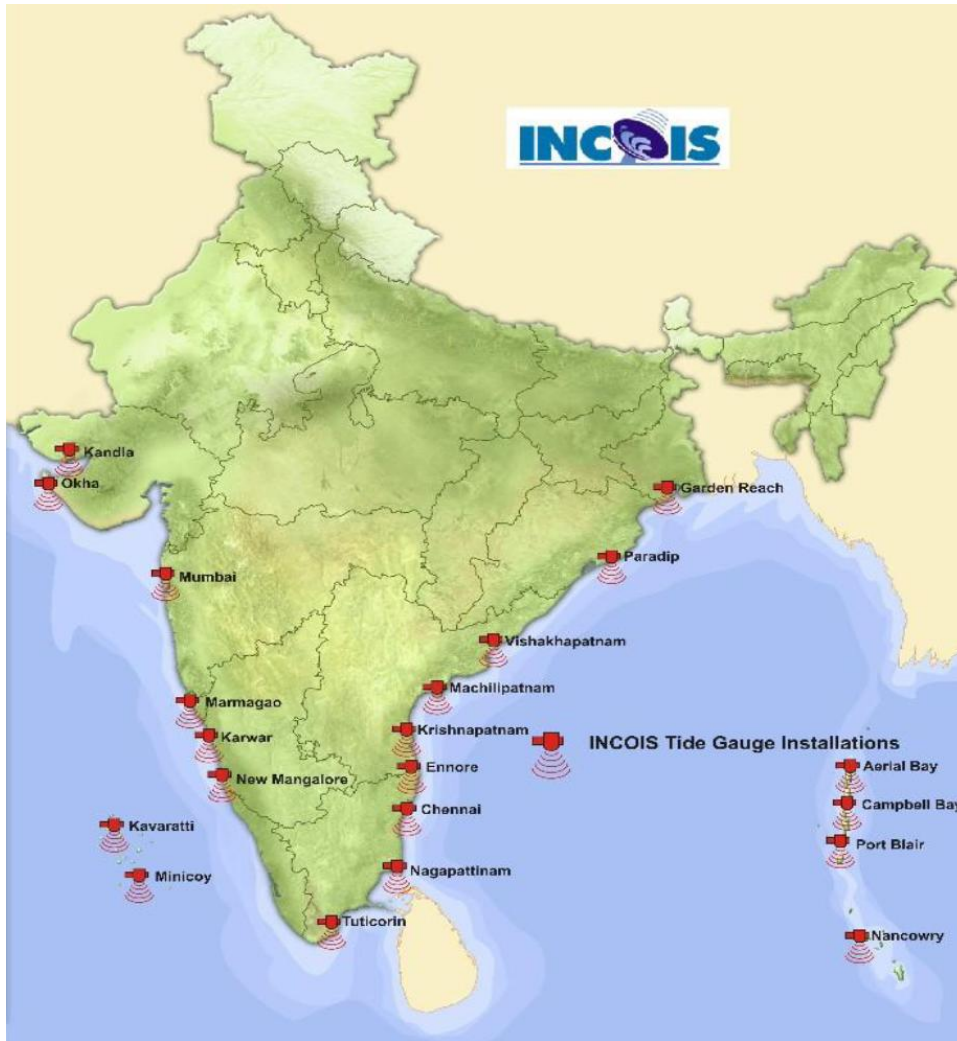 INCOIS
Kandla
Okha
Garden Reach
Paradip
Mumbai
Vishakhapatnam
Machilipatnam
Marmagao
Krishnapatnam
Karwar
INCOIS Tide Gauge Installations
Ennore
Aerial Bay
New Mangalore
Campbell Bay
Chennai
Kavaratti
Port Blair
Minicoy
Nagapattinam
Tuticorin
Nancowry